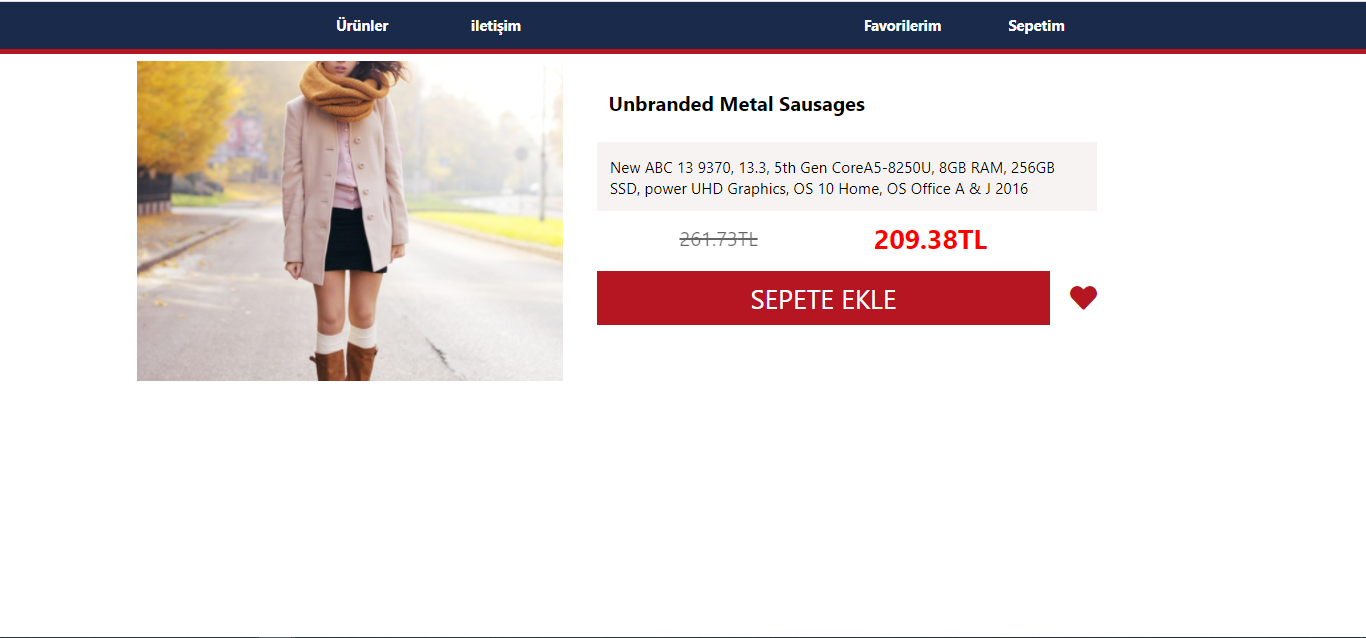 Ürünler iletişim Favorilerim Sepetim
Unbranded Metal Sausages
New ABC 13 9370, 13.3, 5th Gen CoreA5-8250U, 8GB RAM, 256GB
SSD, power UHD Graphics, OS 10 Home, OS Office A & J 2016
261.73TL 209.38TL
SEPETE EKLE